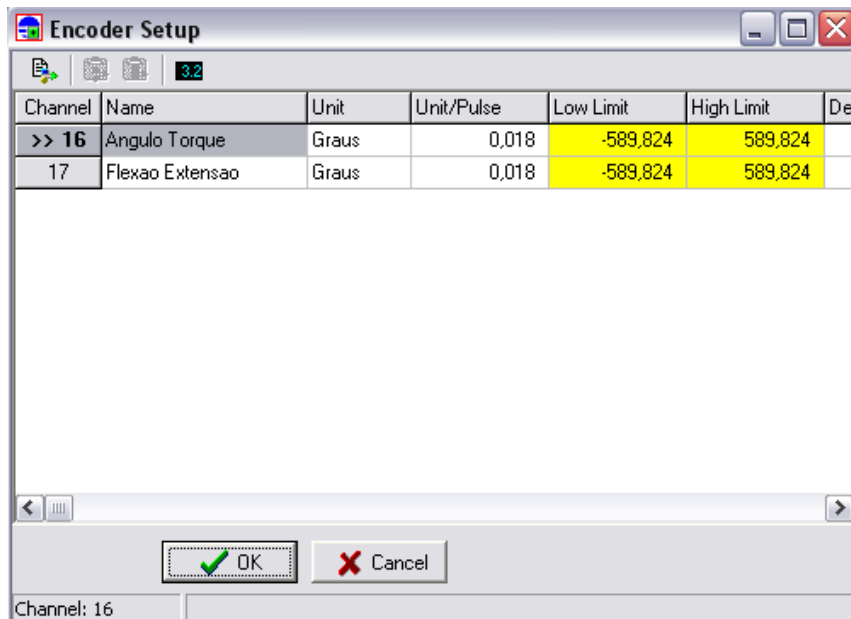 Encoder Setup
3.2
Channel Name Unit Unit/Pulse Low Limit High Limit De
>> 16 Angulo Torque Graus 0,018 -589,824 589,824
17 Flexao Extensao Graus 0,018 -589,824 589,824
OK Cancel
Channel: 16